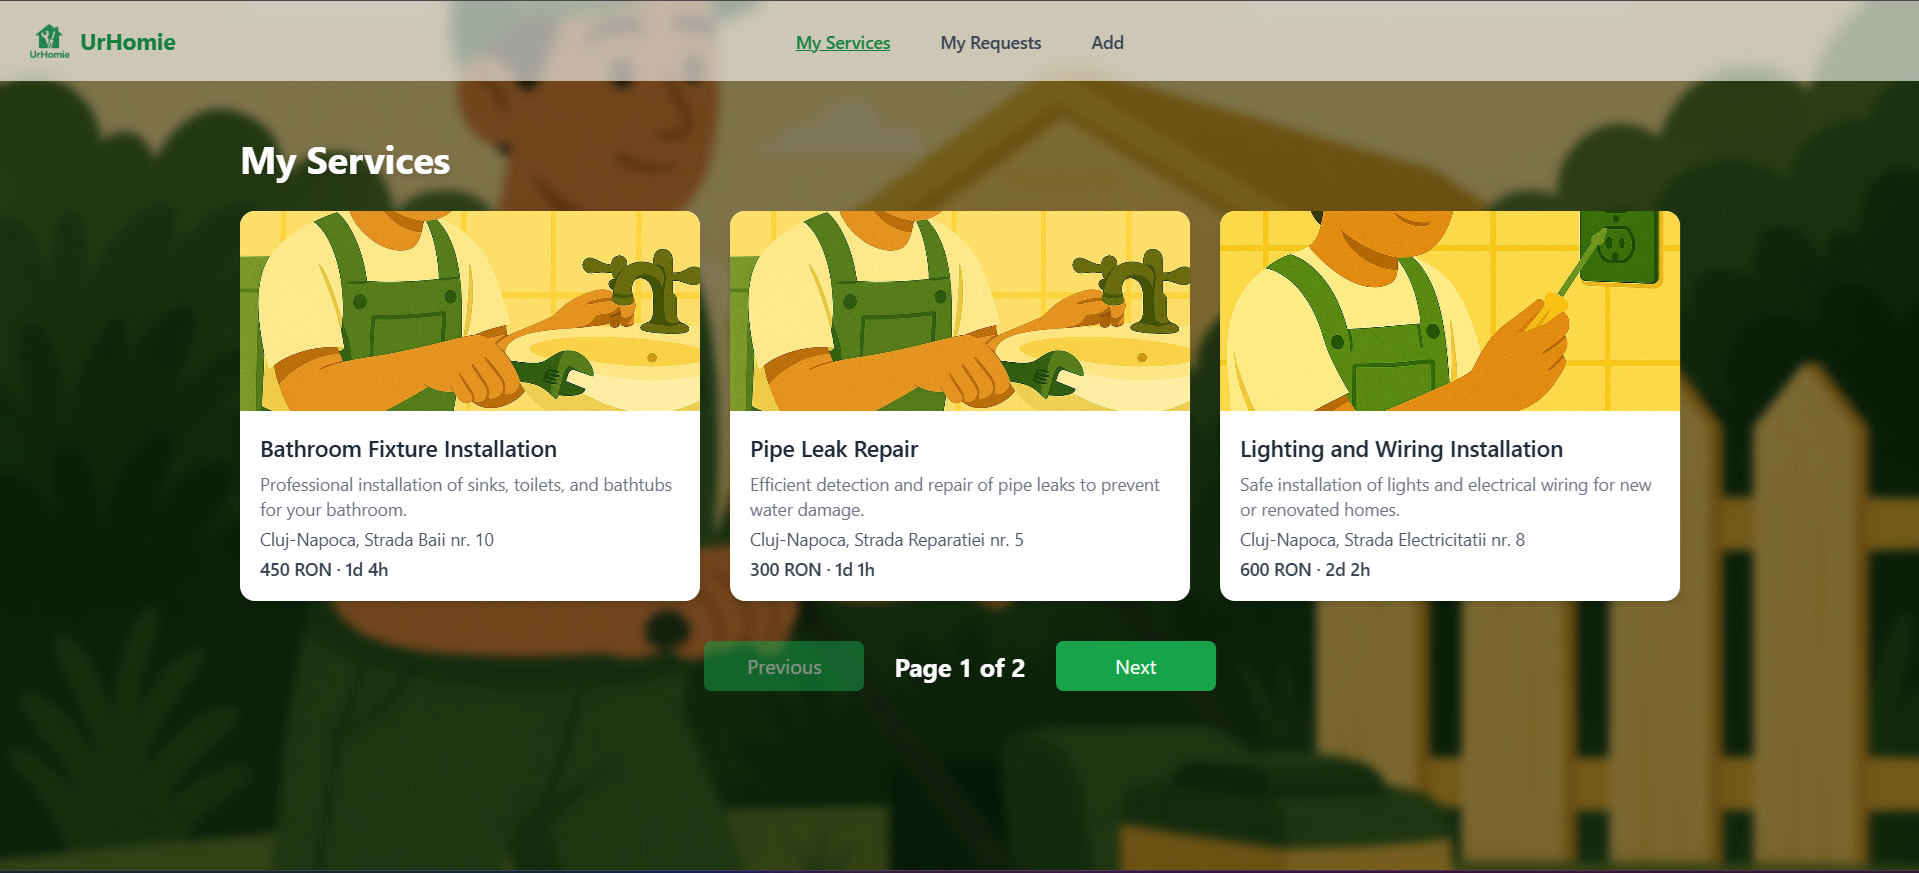 UrHomie
UrHomie
My Services
My Requests
Add
My Services
Bathroom Fixture Installation
Professional installation of sinks, toilets, and bathtubs
for your bathroom.
Cluj-Napoca, Strada Baii nr. 10
450 RON · 1d 4h
Pipe Leak Repair
Efficient detection and repair of pipe leaks to prevent
water damage.
Cluj-Napoca, Strada Reparatiei nr. 5
300 RON · 1d 1h
Lighting and Wiring Installation
Safe installation of lights and electrical wiring for new
or renovated homes.
Cluj-Napoca, Strada Electricitatii nr. 8
600 RON · 2d 2h
Previous
Page 1 of 2
Next